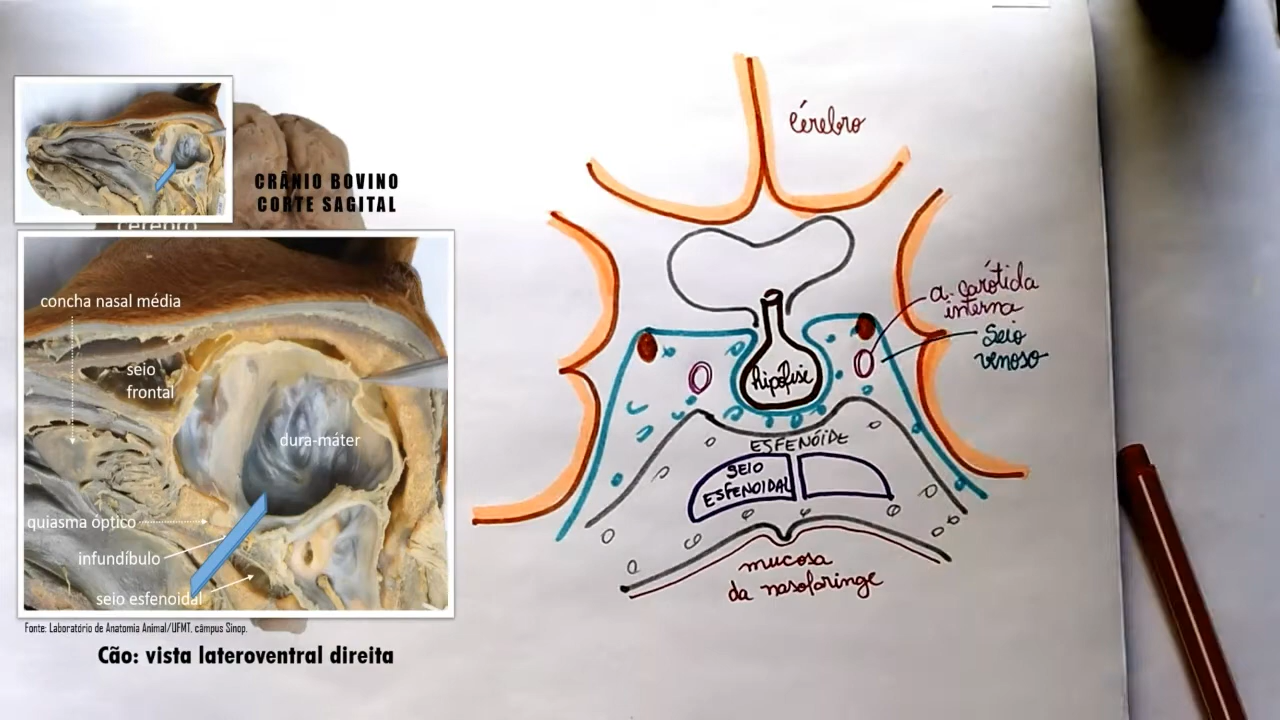 CRÂNIO BOVINO
CORTE SAGITAL
cérebro
concha nasal média
seio
frontal
dura-máter
quiasma óptico
infundíbulo
seio esfenoidal
Fonte: Laboratório de Anatomia Animal/UFMT, câmpus Sinop.
Cão: vista lateroventral direita
Cérebro
a. carótida
interna
Seio
venoso
hipófise
ESFENÓIDE
SEIO
ESFENOIDAL
mucosa
da nasofaringe